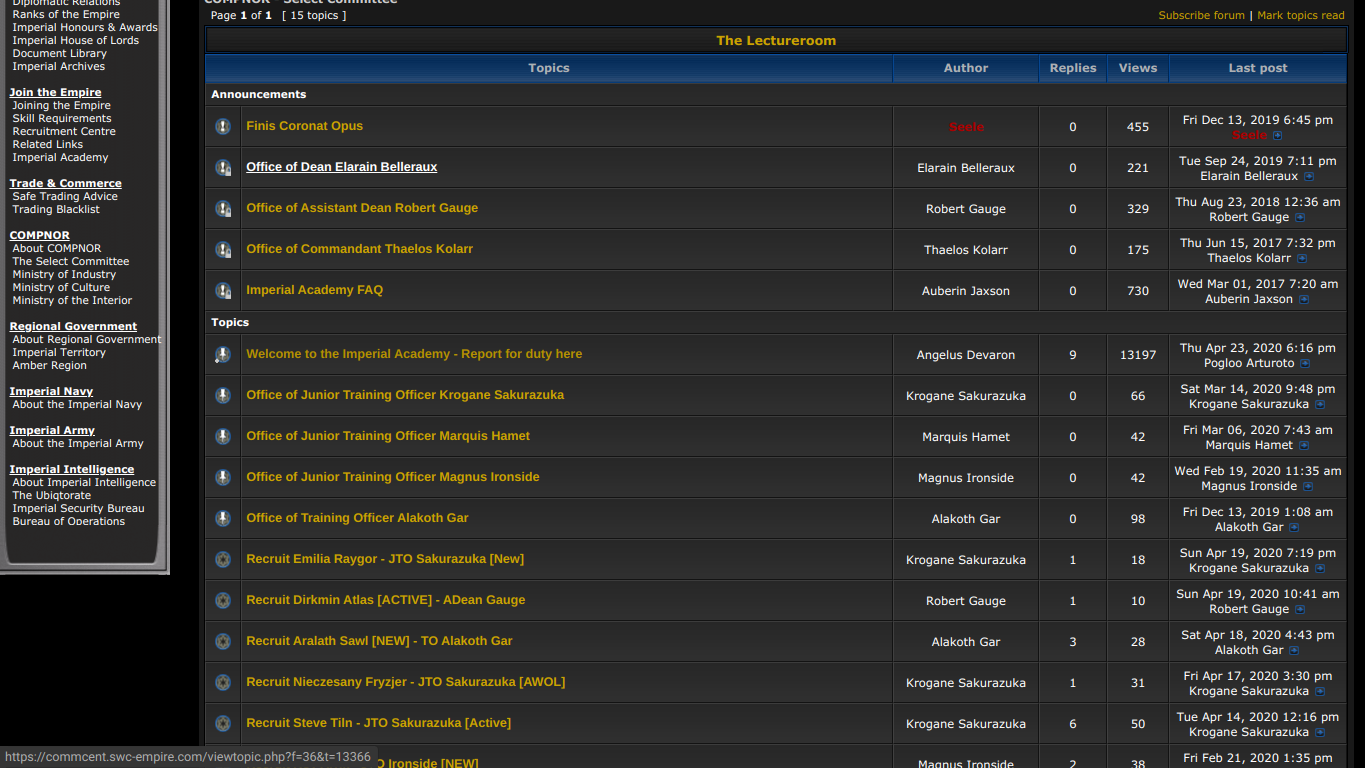 Diplomatic Relations
Ranks of the Empire
Imperial Honours & Awards
Imperial House of Lords
Document Library
Imperial Archives
Join the Empire
Joining the Empire
Skill Requirements
Recruitment Centre
Related Links
Imperial Academy
Trade & Commerce
Safe Trading Advice
Trading Blacklist
COMPNOR
About COMPNOR
The Select Committee
Ministry of Industry
Ministry of Culture
Ministry of the Interior
Regional Government
About Regional Government
Imperial Territory
Amber Region
Imperial Navy
About the Imperial Navy
Imperial Army
About the Imperial Army
Imperial Intelligence
About Imperial Intelligence
The Ubiqtorate
Imperial Security Bureau
Bureau of Operations
COMPNOR - Select Committee
Page 1 of 1 [ 15 topics ]
Subscribe forum | Mark topics read
The Lectureroom
Topics Author Replies Views Last post
Announcements
Finis Coronat Opus Seele 0 455 Fri Dec 13, 2019 6:45 pm
Seele
Office of Dean Elarain Belleraux Elarain Belleraux 0 221 Tue Sep 24, 2019 7:11 pm
Elarain Belleraux
Office of Assistant Dean Robert Gauge Robert Gauge 0 329 Thu Aug 23, 2018 12:36 am
Robert Gauge
Office of Commandant Thaelos Kolarr Thaelos Kolarr 0 175 Thu Jun 15, 2017 7:32 pm
Thaelos Kolarr
Imperial Academy FAQ Auberin Jaxson 0 730 Wed Mar 01, 2017 7:20 am
Auberin Jaxson
Topics
Welcome to the Imperial Academy - Report for duty here Angelus Devaron 9 13197 Thu Apr 23, 2020 6:16 pm
Pogloo Arturoto
Office of Junior Training Officer Krogane Sakurazuka Krogane Sakurazuka 0 66 Sat Mar 14, 2020 9:48 pm
Krogane Sakurazuka
Office of Junior Training Officer Marquis Hamet Marquis Hamet 0 42 Fri Mar 06, 2020 7:43 am
Marquis Hamet
Office of Junior Training Officer Magnus Ironside Magnus Ironside 0 42 Wed Feb 19, 2020 11:35 am
Magnus Ironside
Office of Training Officer Alakoth Gar Alakoth Gar 0 98 Fri Dec 13, 2019 1:08 am
Alakoth Gar
Recruit Emilia Raygor - JTO Sakurazuka [New] Krogane Sakurazuka 1 18 Sun Apr 19, 2020 7:19 pm
Krogane Sakurazuka
Recruit Dirkmin Atlas [ACTIVE] - ADean Gauge Robert Gauge 1 10 Sun Apr 19, 2020 10:41 am
Robert Gauge
Recruit Aralath Sawl [NEW] - TO Alakoth Gar Alakoth Gar 3 28 Sat Apr 18, 2020 4:43 pm
Alakoth Gar
Recruit Nieczesany Fryzjer - JTO Sakurazuka [AWOL] Krogane Sakurazuka 1 31 Fri Apr 17, 2020 3:30 pm
Krogane Sakurazuka
Recruit Steve Tiln - JTO Sakurazuka [Active] Krogane Sakurazuka 6 50 Tue Apr 14, 2020 12:16 pm
Krogane Sakurazuka
O Ironside [NEW] Magnus Ironside 2 38 Fri Feb 21, 2020 1:35 pm
https://commcent.swc-empire.com/viewtopic.php?f=36&t=13366